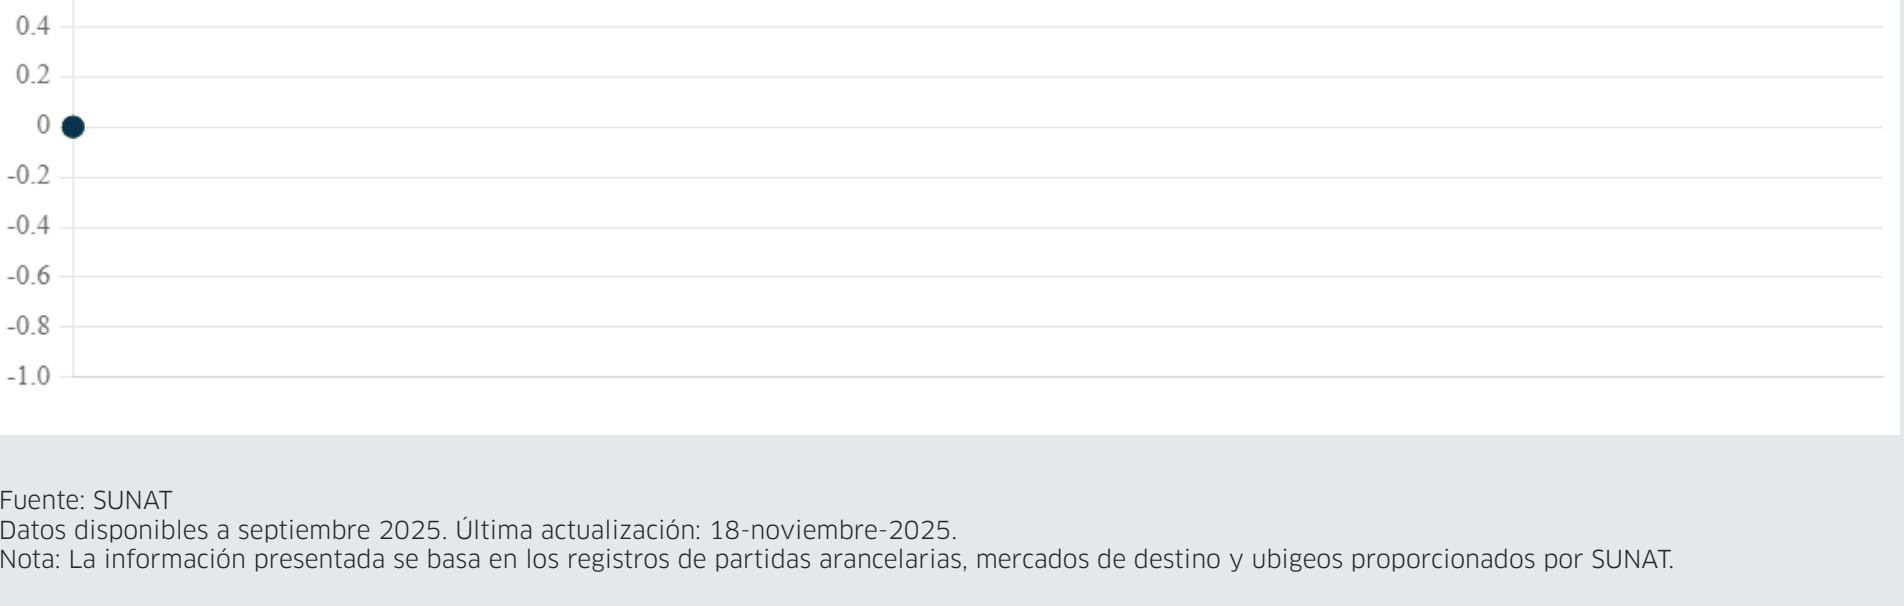 0.4
0.2
0
-0.2
-0.4
-0.6
-0.8
-1.0
Fuente: SUNAT
Datos disponibles a septiembre 2025. Última actualización: 18-noviembre-2025.
Nota: La información presentada se basa en los registros de partidas arancelarias, mercados de destino y ubigeos proporcionados por SUNAT.